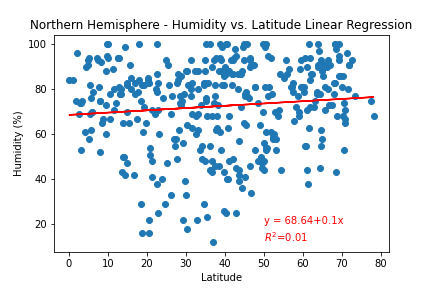 Northern Hemisphere - Humidity vs. Latitude Linear Regression
100
80
60
40
20
Humidity (%)
y = 68.64+0.1x
R²=0.01
0 10 20 30 40 50 60 70 80
Latitude